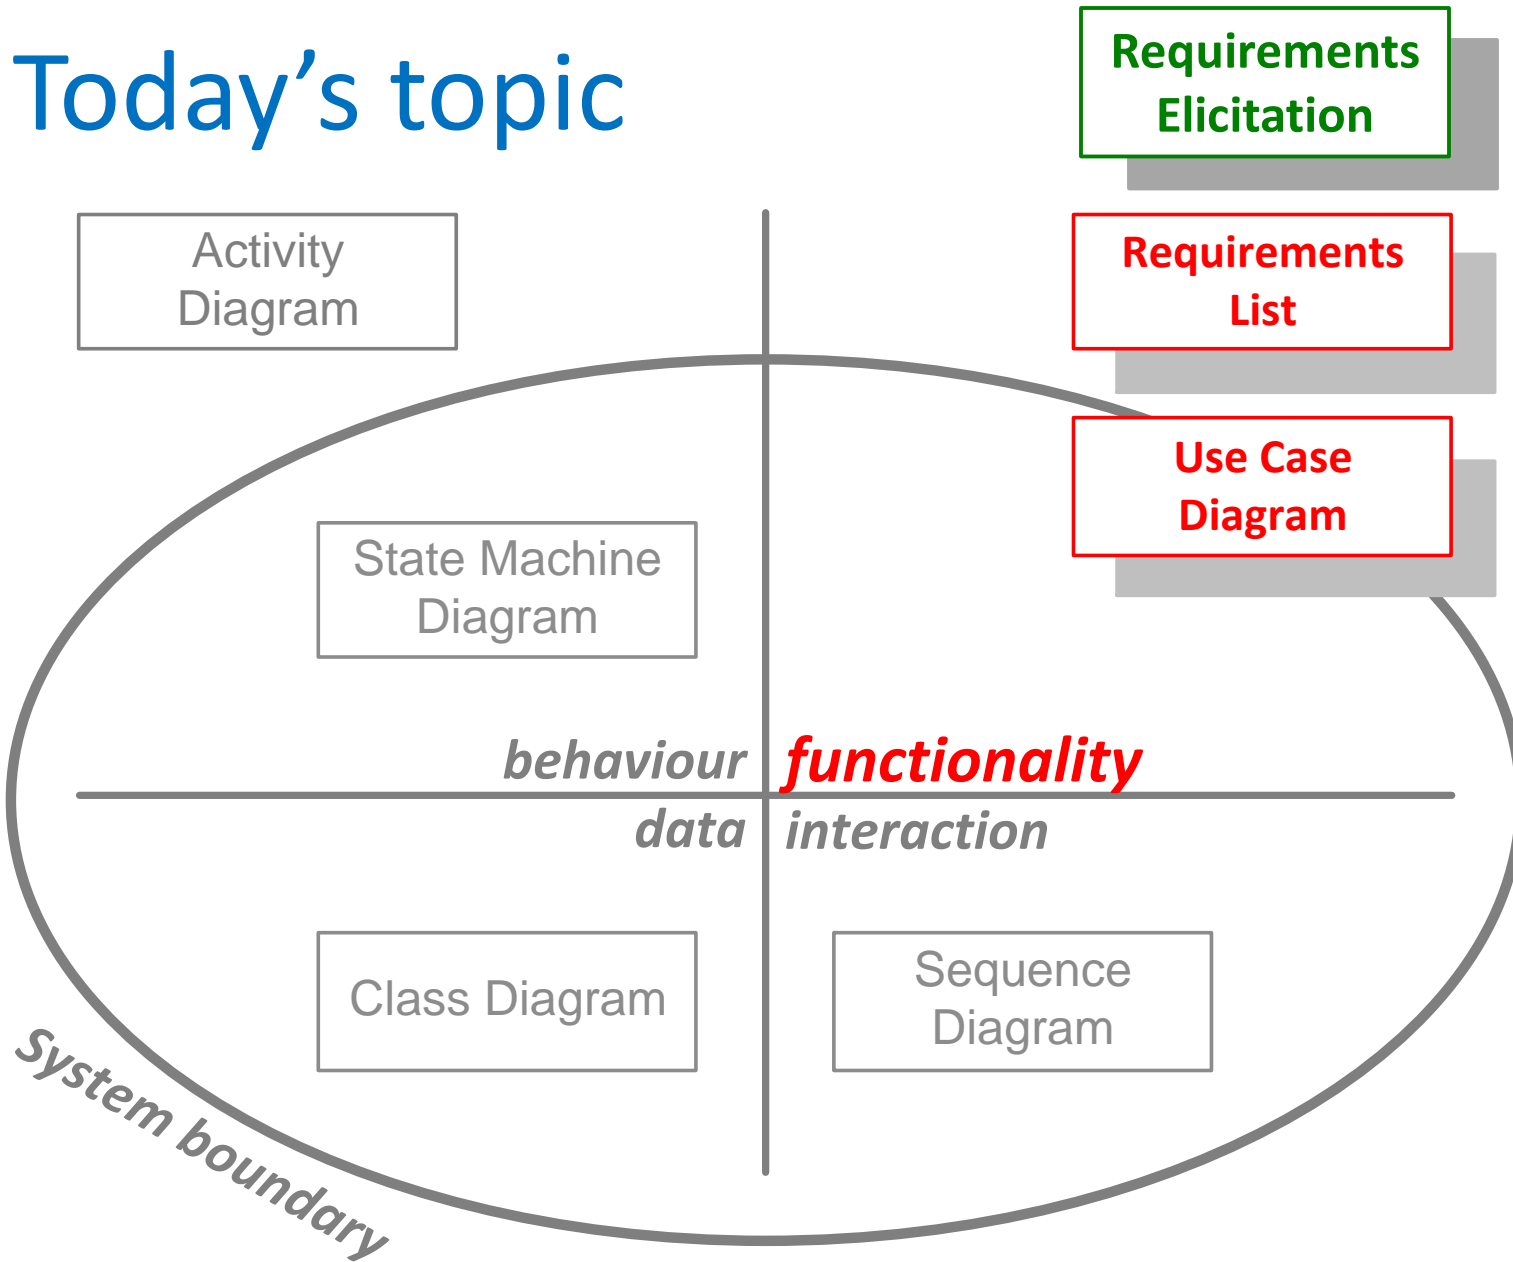 Today's topic
Requirements
Elicitation
Activity
Diagram
Requirements
List
Use Case
Diagram
State Machine
Diagram
behaviour
functionality
data
interaction
Class Diagram
Sequence
Diagram
System boundary